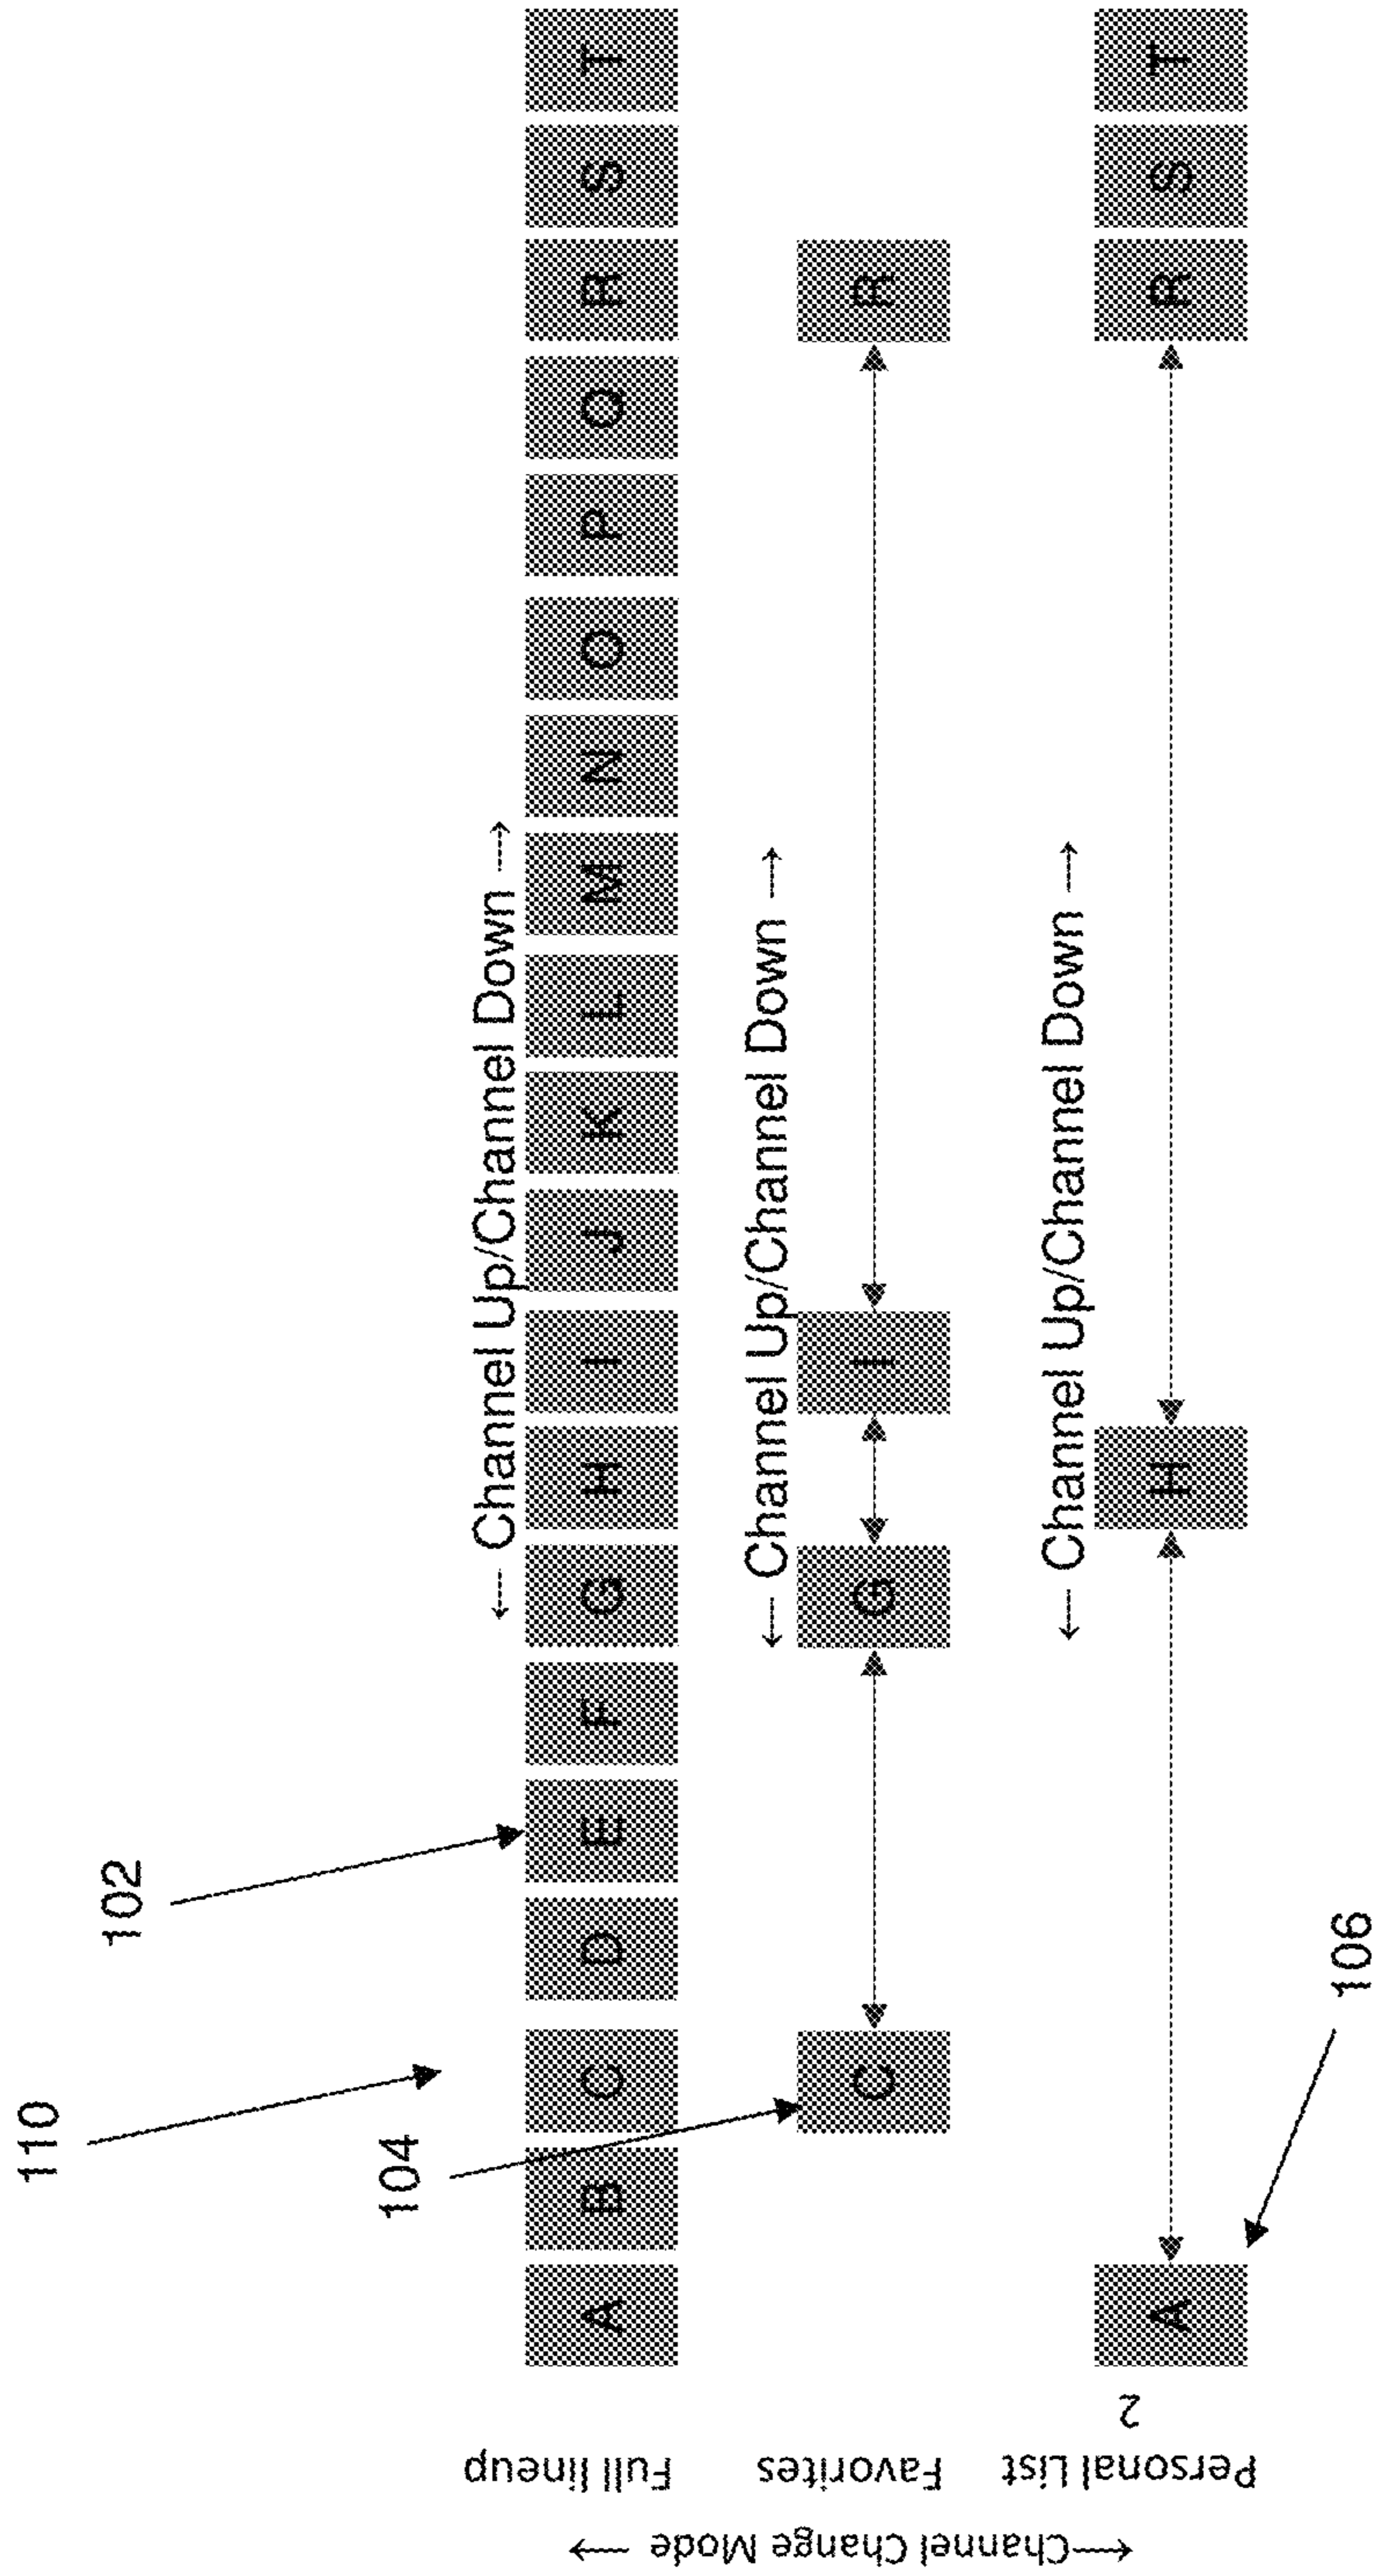 110
102
104
← Channel Up/Channel Down →
Full lineup
A B C D E F G H I J K L M N O P Q R S T
← Channel Up/Channel Down →
Favorites
C G I R
← Channel Up/Channel Down →
Personal List
2
A H R S T
106
←Channel Change Mode →